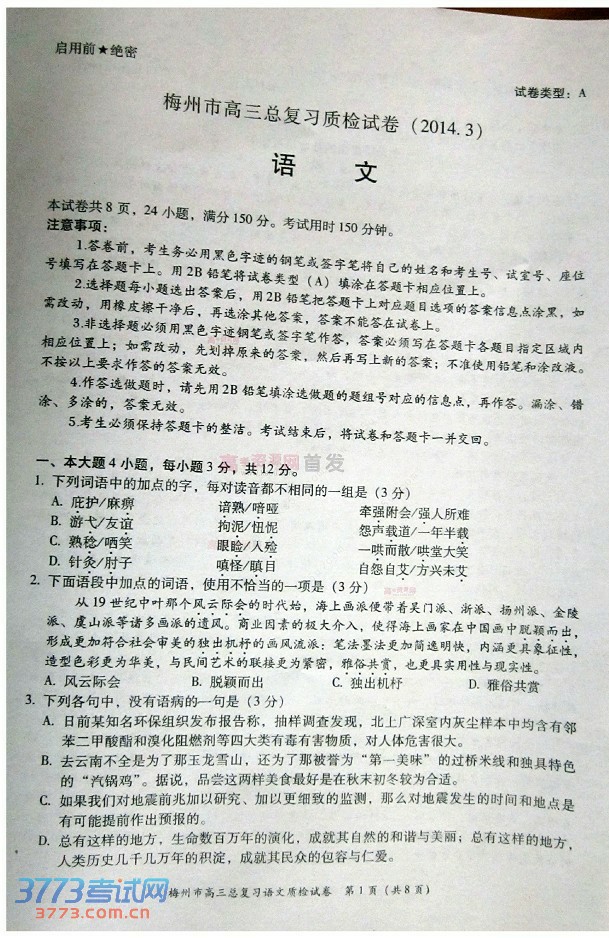 启用前★绝密
试卷类型：A
梅州市高三总复习质检试卷（2014.3）
语 文
本试卷共8页，24小题，满分150分。考试用时150分钟。
注意事项：
1.答卷前，考生务必用黑色字迹的钢笔或签字笔将自己的姓名和考生号、试室号、座位
号填写在答题卡上。用2B铅笔将试卷类型（A）填涂在答题卡相应位置上。
2.选择题每小题选出答案后，用2B铅笔把答题卡上对应题目选项的答案信息点涂黑，如
需改动，用橡皮擦干净后，再选涂其他答案，答案不能答在试卷上。
3.非选择题必须用黑色字迹钢笔或签字笔作答，答案必须写在答题卡各题目指定区域内
相应位置上；如需改动，先划掉原来的答案，然后再写上新的答案；不准使用铅笔和涂改液。
不按以上要求作答的答案无效。
4.作答选做题时，请先用2B铅笔填涂选做题的题组号对应的信息点，再作答。漏涂、错
涂、多涂的，答案无效。
5.考生必须保持答题卡的整洁。考试结束后，将试卷和答题卡一并交回。
首发
一、本大题4小题，每小题3分，共12分。
1. 下列词语中的加点的字，每对读音都不相同的一组是（3分）
A. 庇护/麻痹 谙熟/喑哑 牵强附会/强人所难
B. 游弋/友谊 拘泥/忸怩 怨声载道/一年半载
C. 熟稔/哂笑 眼睑/入殓 一哄而散/哄堂大笑
D. 针灸/肘子 嗔怪/瞋目 自怨自艾/方兴未艾
2. 下面语段中加点的词语，使用不恰当的一项是（3分）
从19世纪中叶那个风云际会的时代始，海上画派便带着吴门派、浙派、扬州派、金陵
派、虞山派等诸多画派的遗风。商业因素的极大介入，使得海上画家在中国画中脱颖而出，
形成更加符合社会审美的独出机杼的画风流派：笔法墨法更加简逸明快，内涵更具象征性，
造型色彩更为华美，与民间艺术的联接更为紧密，雅俗共赏，也更具实用性与现实性。
A. 风云际会 B. 脱颖而出 C. 独出机杼 D. 雅俗共赏
3. 下列各句中，没有语病的一句是（3分）
A. 日前某知名环保组织发布报告称，抽样调查发现，北上广深室内灰尘样本中均含有邻
苯二甲酸酯和溴化阻燃剂等四大类有毒有害物质，对人体危害很大。
B. 去云南不全是为了那玉龙雪山，还为了那被誉为“第一美味”的过桥米线和独具特色
的“汽锅鸡”。据说，品尝这两样美食最好是在秋末初冬较为合适。
C. 如果我们对地震前兆加以研究、加以更细致的监测，那么对地震发生的时间和地点是
有可能提前作出预报的。
D. 总有这样的地方，生命数百万年的演化，成就其自然的和谐与美丽；总有这样的地方，
人类历史几千几万年的积淀，成就其民众的包容与仁爱。
梅州市高三总复习语文质检试卷 第1页（共8页）
3773考试网
3773.com.cn